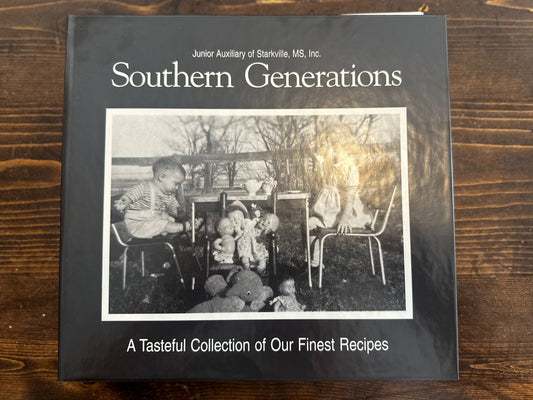 Junior Auxiliary of Starkville, MS, Inc.
Southern Generations
A Tasteful Collection of Our Finest Recipes